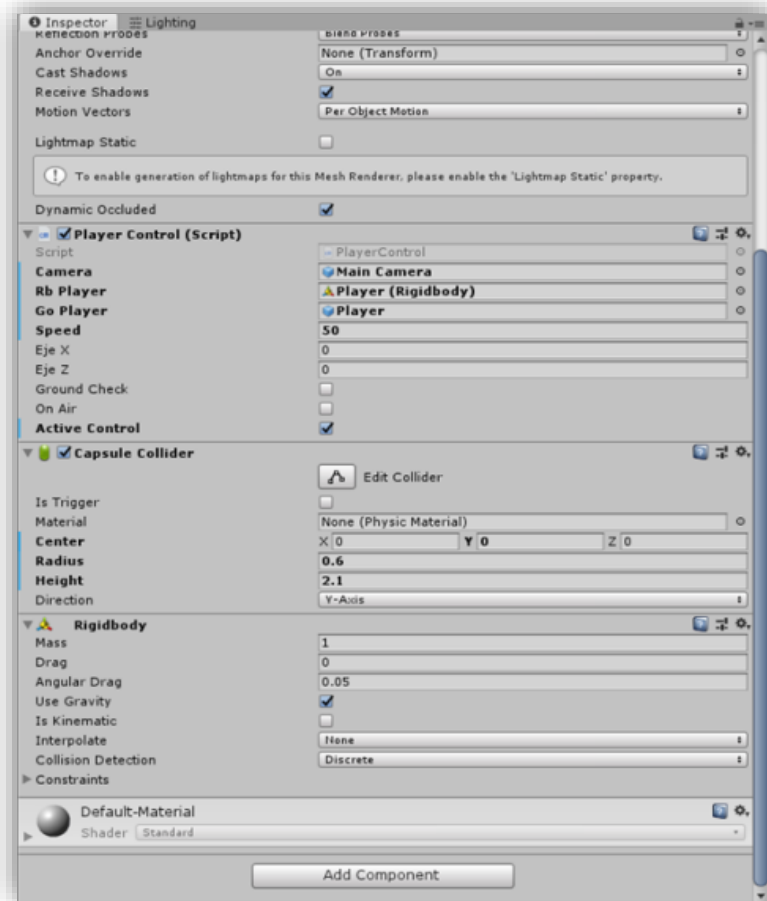 Inspector Lighting
Reflection Probes Blend Probes
Anchor Override None (Transform)
Cast Shadows On
Receive Shadows
Motion Vectors Per Object Motion
Lightmap Static
To enable generation of lightmaps for this Mesh Renderer, please enable the 'Lightmap Static' property.
Dynamic Occluded
Player Control (Script)
Script PlayerControl
Camera Main Camera
Rb Player Player (Rigidbody)
Go Player Player
Speed 50
Eje X 0
Eje Z 0
Ground Check
On Air
Active Control
Capsule Collider
Edit Collider
Is Trigger
Material None (Physic Material)
Center X 0 Y 0 Z 0
Radius 0.6
Height 2.1
Direction Y-Axis
Rigidbody
Mass 1
Drag 0
Angular Drag 0.05
Use Gravity
Is Kinematic
Interpolate None
Collision Detection Discrete
Constraints
Default-Material
Shader Standard
Add Component